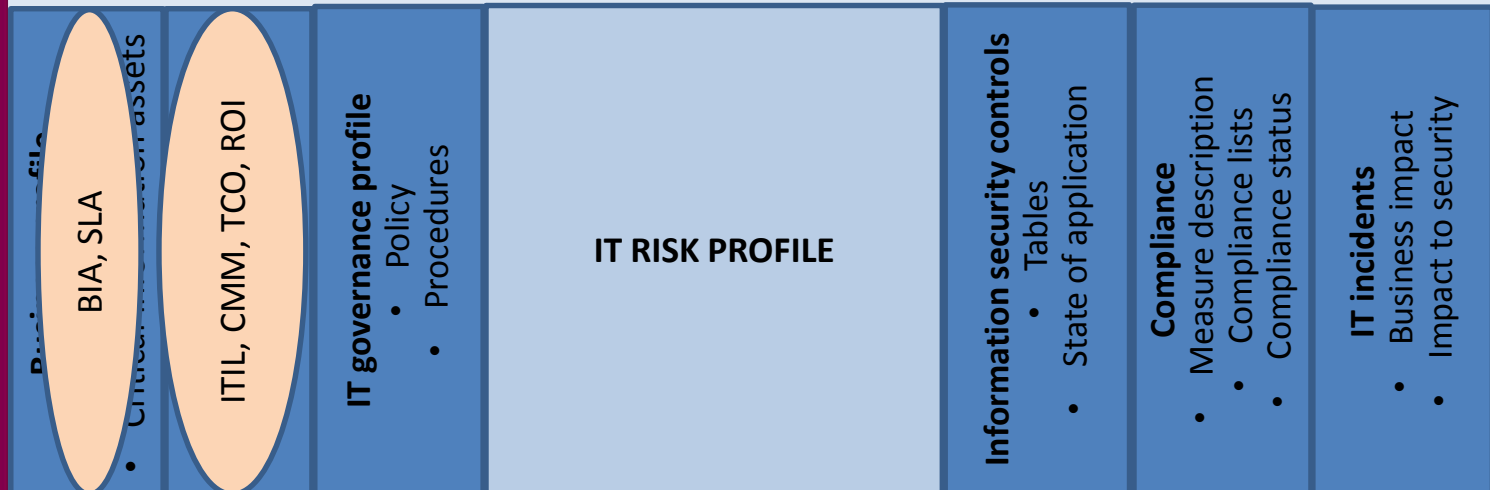 BIA, SLA
assets
ITIL, CMM, TCO, ROI
IT governance profile
• Policy
• Procedures
IT RISK PROFILE
Information security controls
• Tables
• State of application
Compliance
• Measure description
• Compliance lists
• Compliance status
IT incidents
• Business impact
• Impact to security